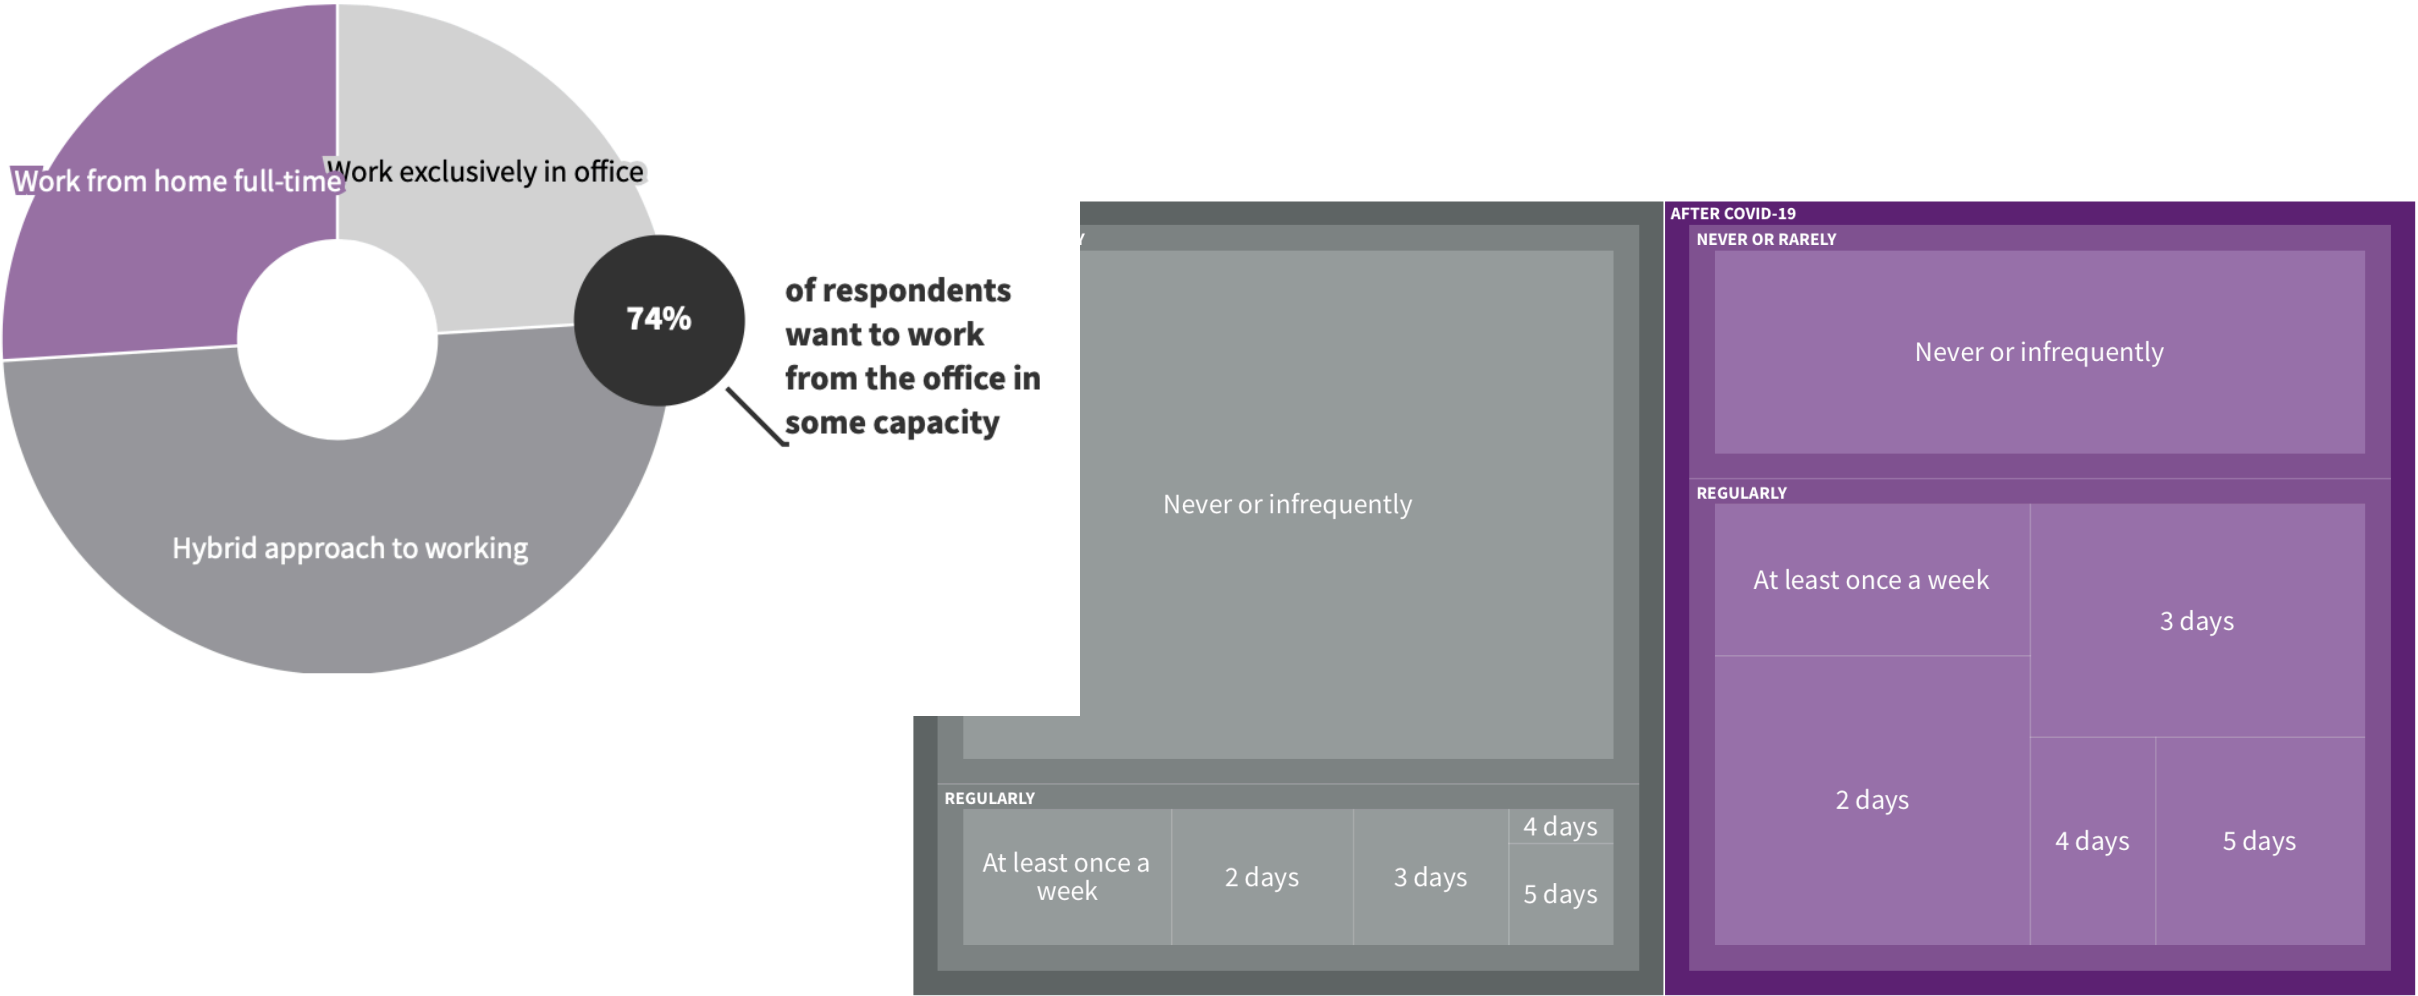 Work from home full-time
Work exclusively in office
74%
of respondents
want to work
from the office in
some capacity
Hybrid approach to working
Never or infrequently
REGULARLY
At least once a
week
2 days
3 days
4 days
5 days
AFTER COVID-19
NEVER OR RARELY
Never or infrequently
REGULARLY
At least once a week
3 days
2 days
4 days
5 days